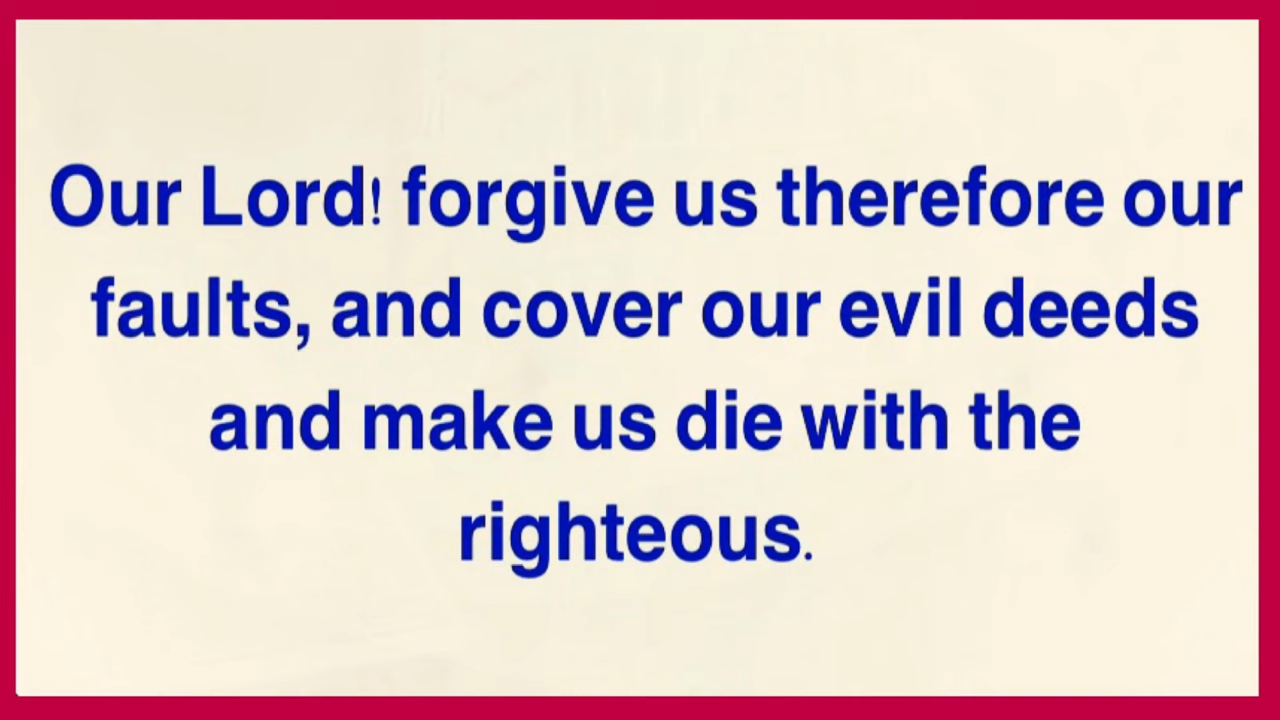 Our Lord! forgive us therefore our
faults, and cover our evil deeds
and make us die with the
righteous.